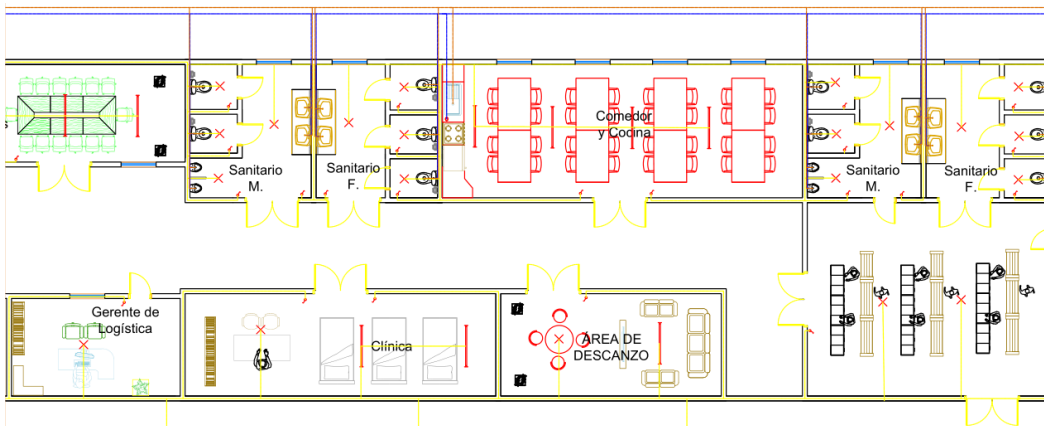 s
Sanitario
M.
Sanitario
F.
Comedor
y Cocina
Sanitario
M.
Sanitario
F.
Gerente de
Logística
Clínica
ÁREA DE
DESCANZO